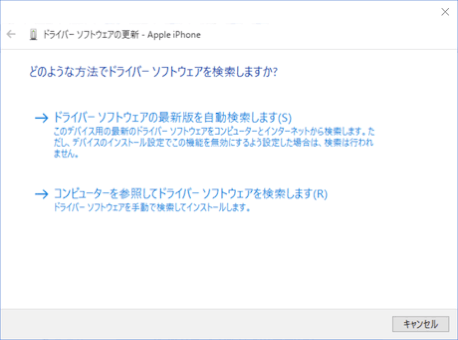 ドライバー ソフトウェアの更新 - Apple iPhone
どのような方法でドライバー ソフトウェアを検索しますか?
→ ドライバー ソフトウェアの最新版を自動検索します(S)
このデバイス用の最新のドライバー ソフトウェアをコンピューターとインターネットから検索します。た
だし、デバイスのインストール設定でこの機能を無効にするよう設定した場合は、検索は行われ
ません。
→ コンピューターを参照してドライバー ソフトウェアを検索します(R)
ドライバー ソフトウェアを手動で検索してインストールします。
キャンセル